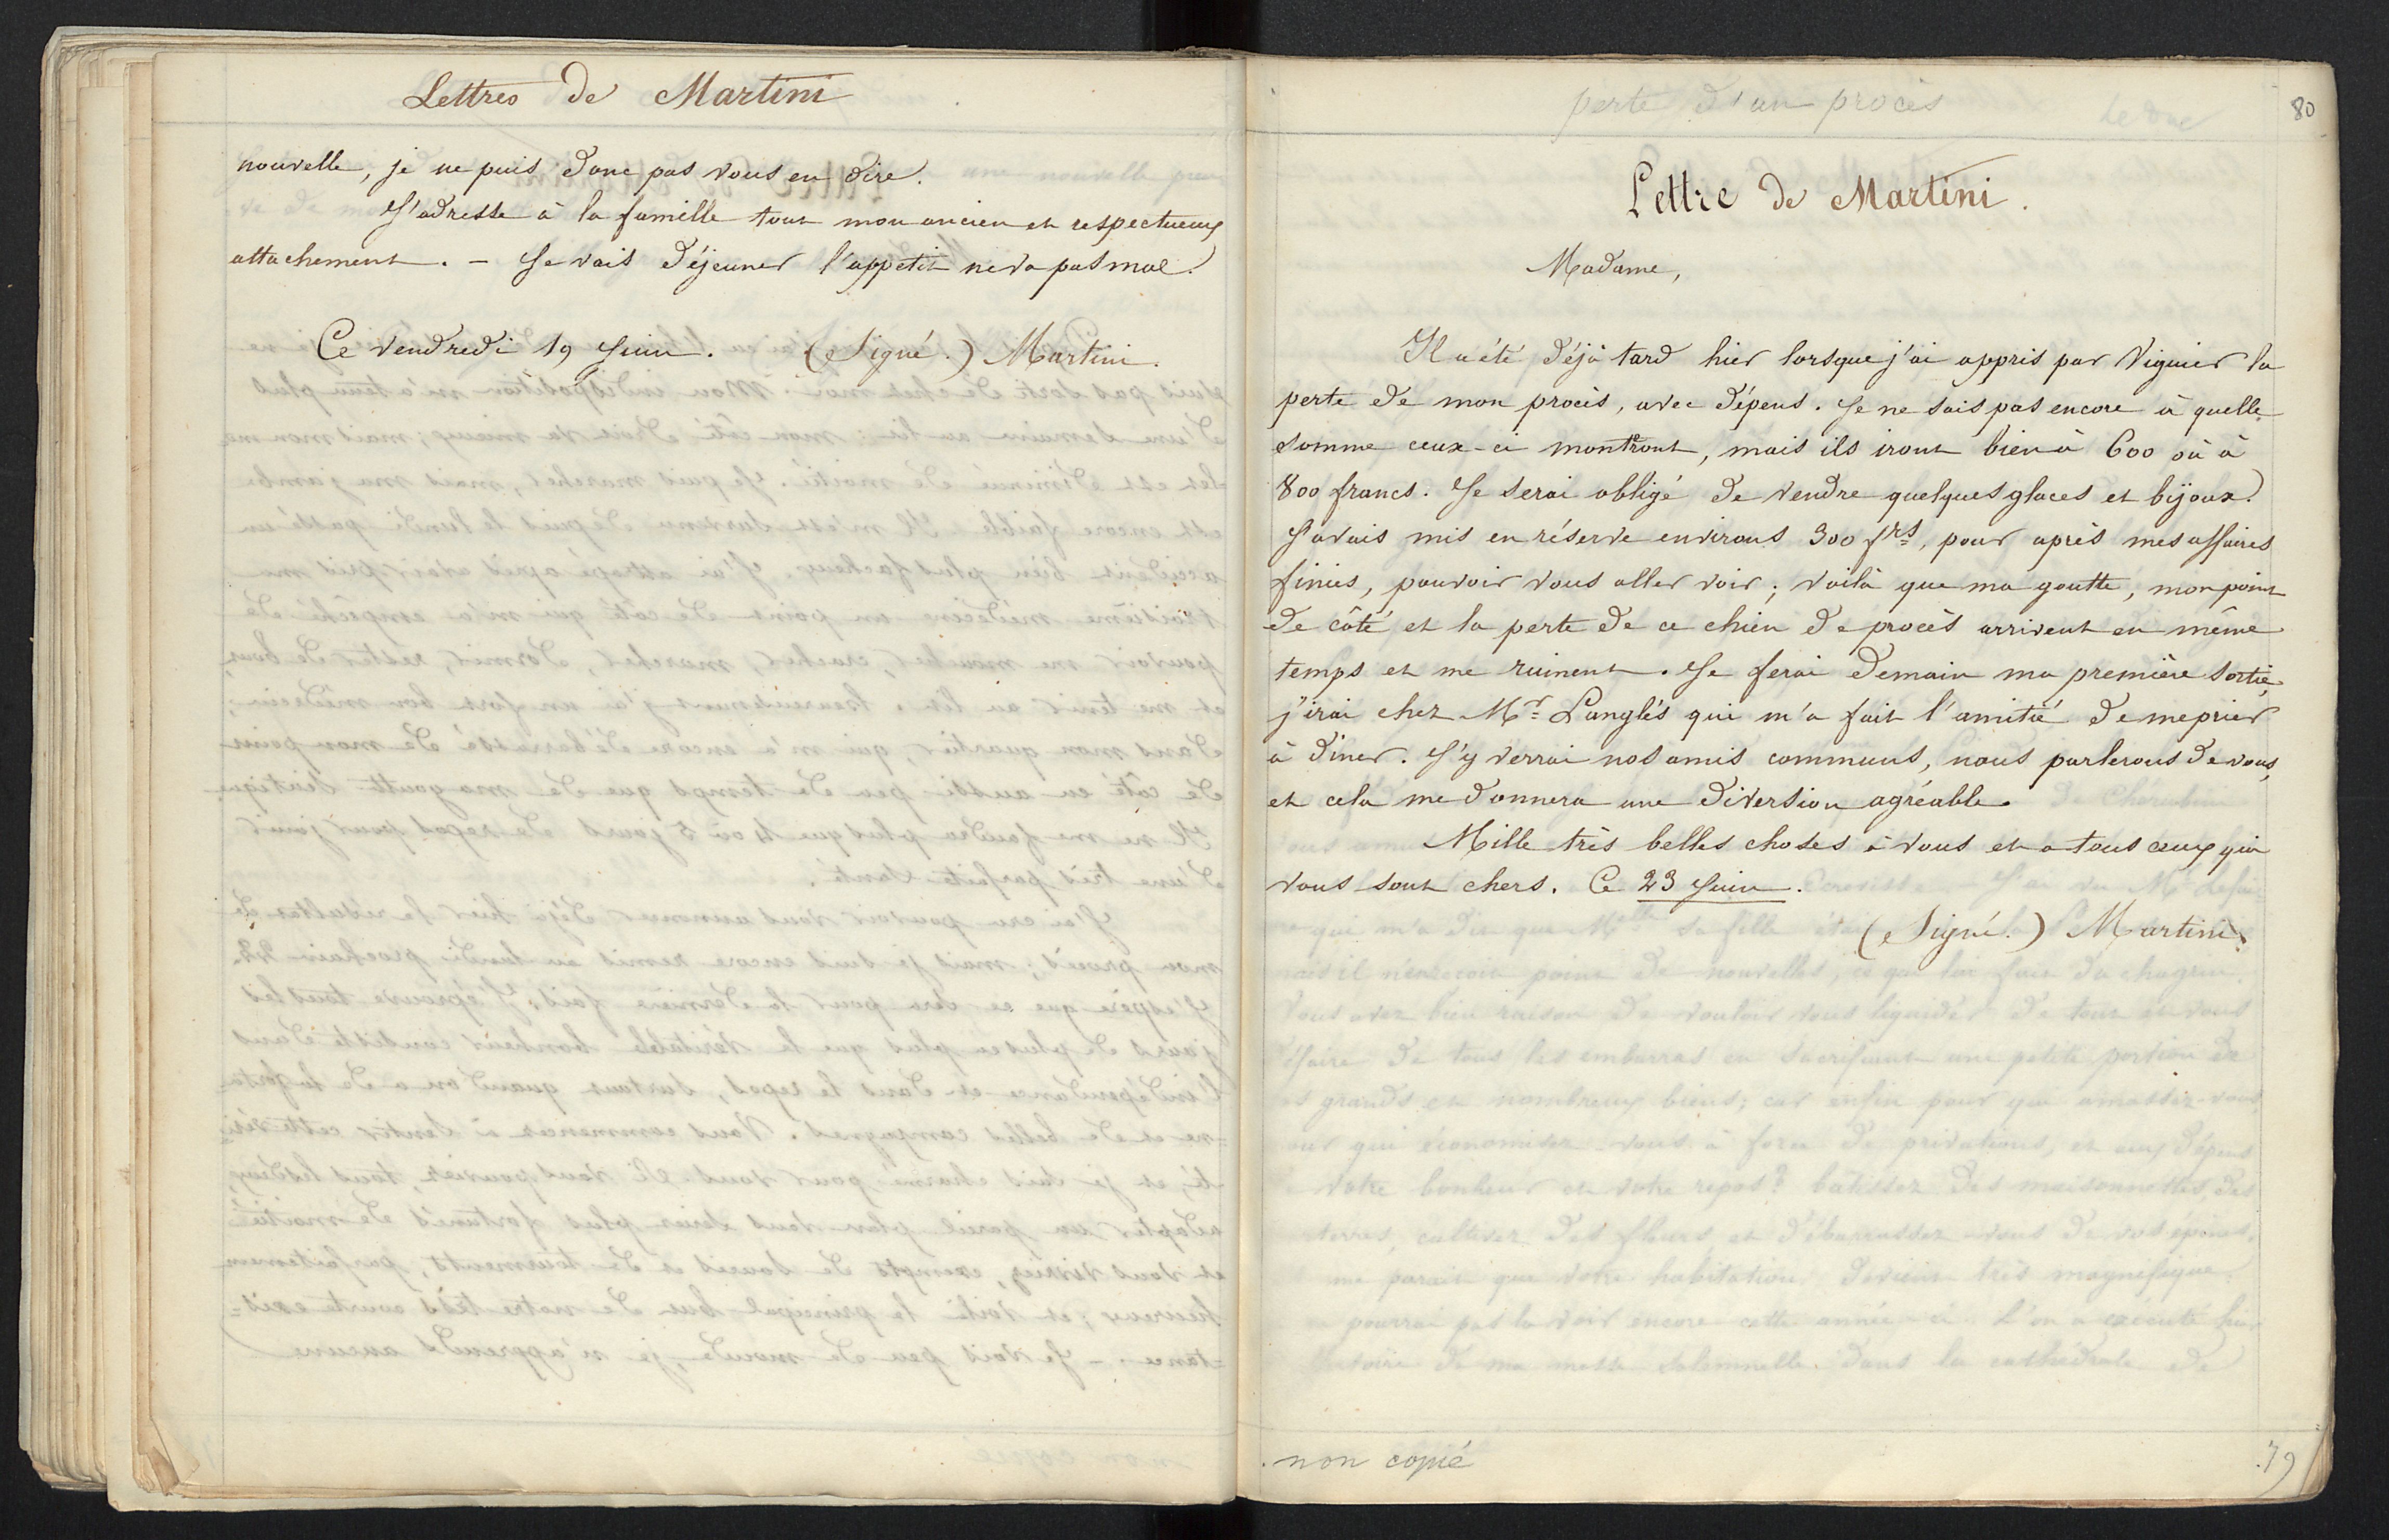 Lettres de Martini
nouvelle, je ne puis donc pas vous en dire.
J'adresse à la famille tout mon ancien et respectueux
attachement. – Je vais déjeuner l'appetit ne va pas mal.
Ce vendredi 19 Juin. (Signé.) Martini.
perte d'un procès
80
Lettre de Martini.
Madame,
Il a été déjà tard hier lorsque j'ai appris par Viguier la
perte de mon procès, avec dépens. Je ne sais pas encore à quelle
somme ceux-ci montront, mais ils iront bien à 600 où à
800 francs. Je serai obligé de vendre quelques glaces et bijoux.
J'avais mis en réserve environs 300 frs, pour après mes affaires
finies, pouvoir vous aller voir; voilà que ma goutte, mon point
de côté et la perte de ce chien de procès arrivent en même
temps et me ruinent. Je ferai demain ma première sortie,
j'irai chez Mr Langlés qui m'a fait l'amitié de me prier
à diner. J'y verrai nos amis communs, nous parlerons de vous,
et cela me donnera une diversion agréable.
Mille très belles choses à vous et a tous ceux qui
vous sont chers. Ce 23 Juin.
(Signé.) Martini.
non copié
79